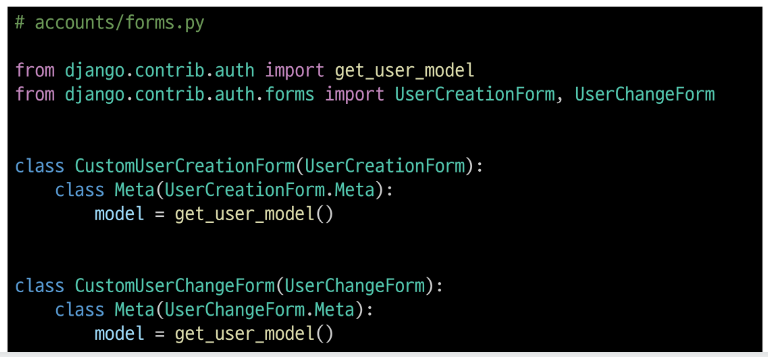 # accounts/forms.py
from django.contrib.auth import get_user_model
from django.contrib.auth.forms import UserCreationForm, UserChangeForm
class CustomUserCreationForm(UserCreationForm):
    class Meta(UserCreationForm.Meta):
        model = get_user_model()
class CustomUserChangeForm(UserChangeForm):
    class Meta(UserChangeForm.Meta):
        model = get_user_model()